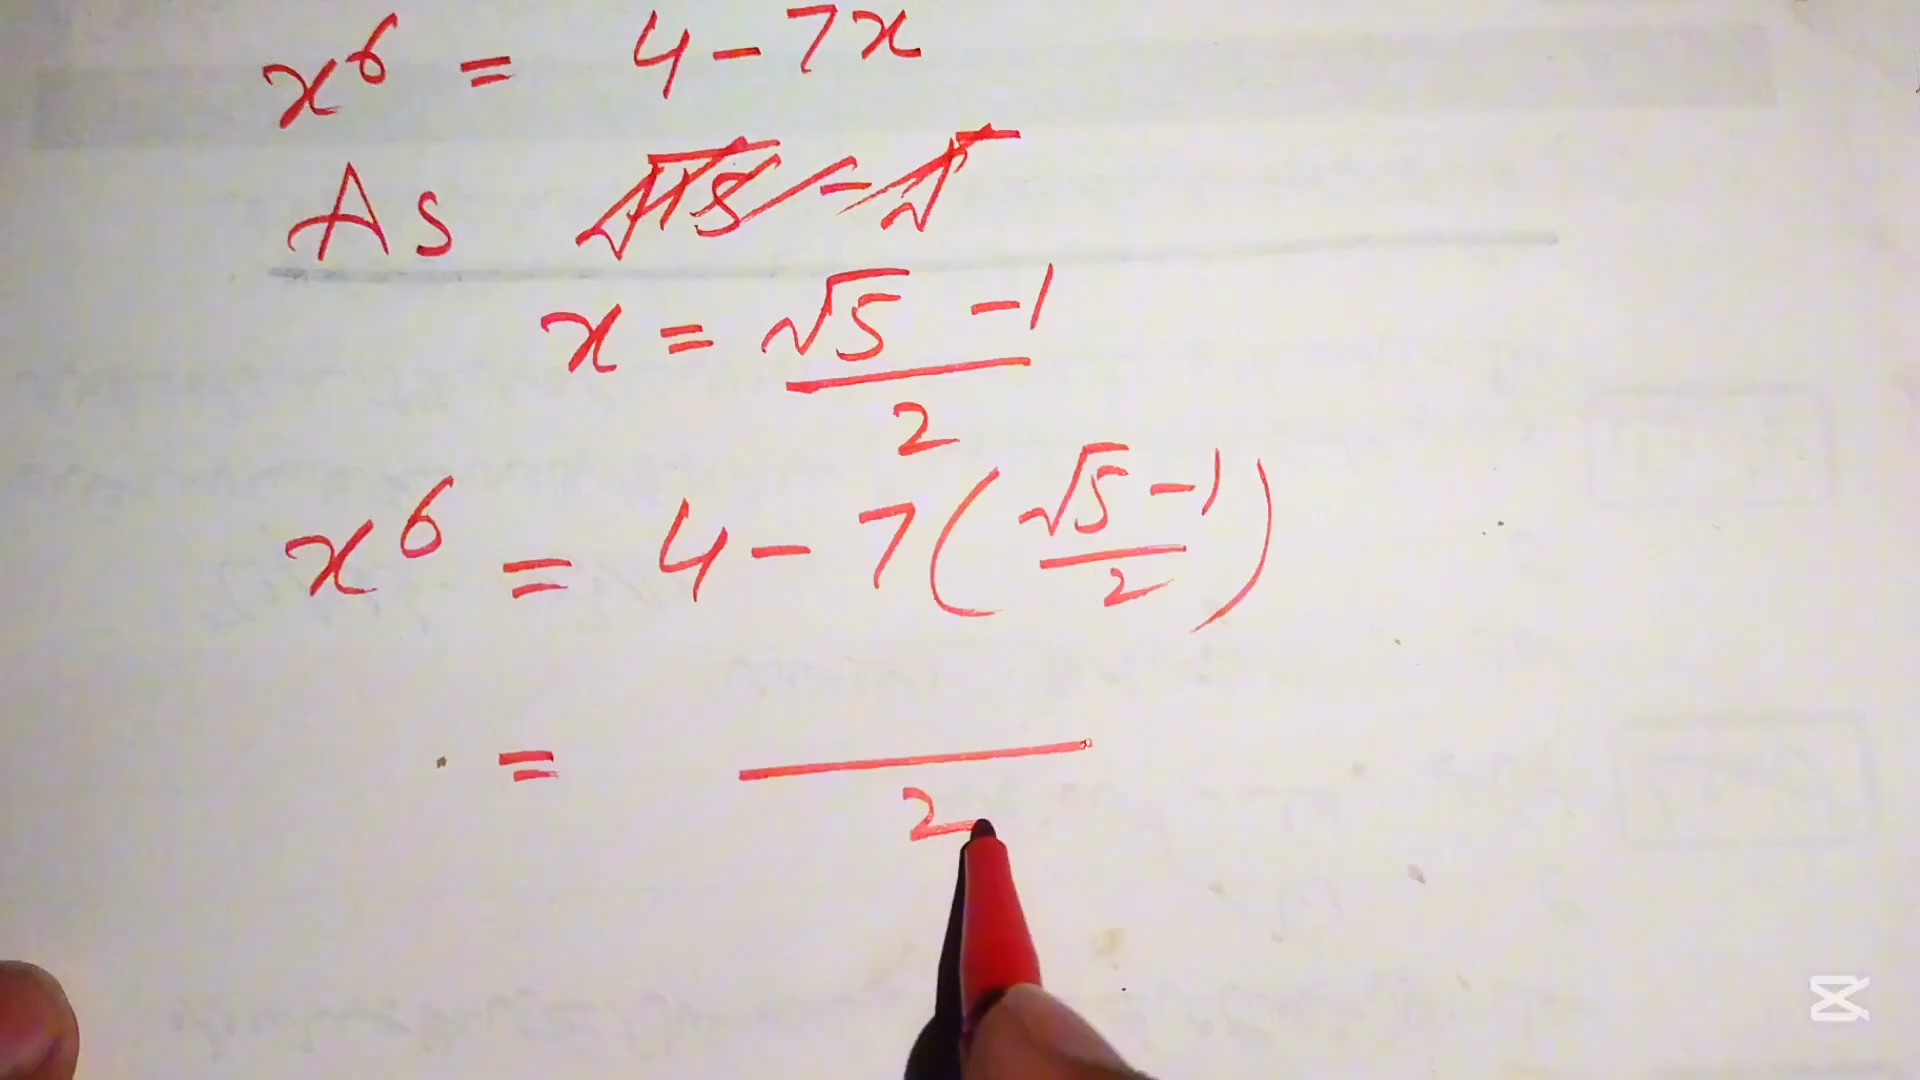 x⁶ = 4 - 7x
As
x = (√5 - 1)/2
x⁶ = 4 - 7((√5 - 1)/2)
= /2